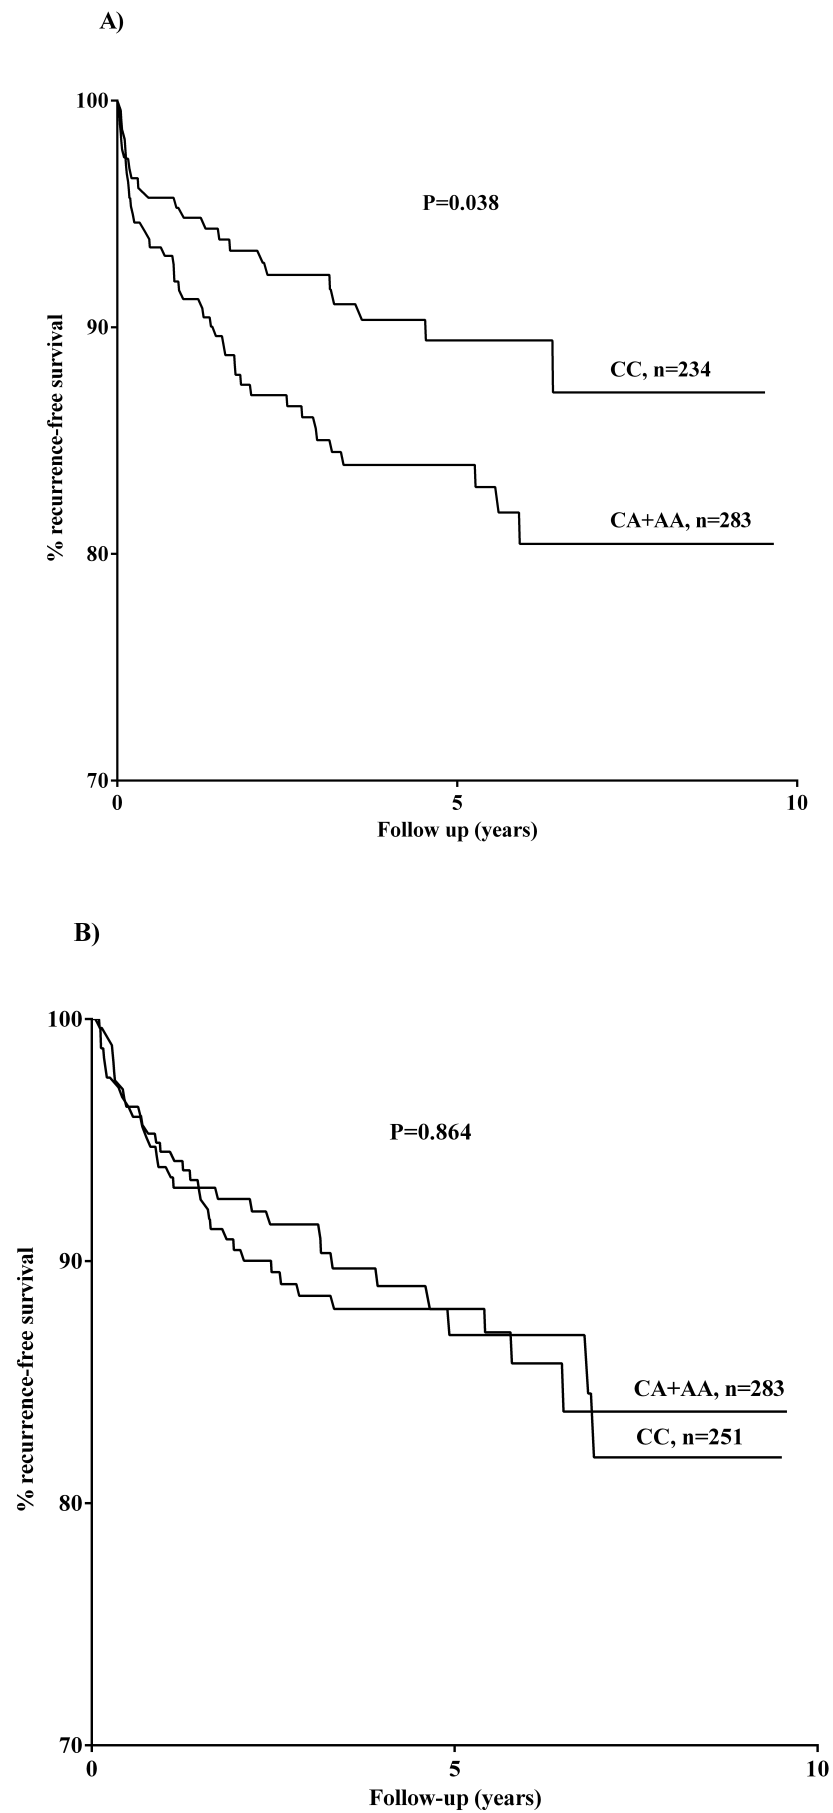 A)
100
P=0.038
90
CC, n=234
CA+AA, n=283
80
70
0 5 10
% recurrence-free survival
Follow up (years)
B)
100
P=0.864
90
CA+AA, n=283
CC, n=251
80
70
0 5 10
% recurrence-free survival
Follow-up (years)